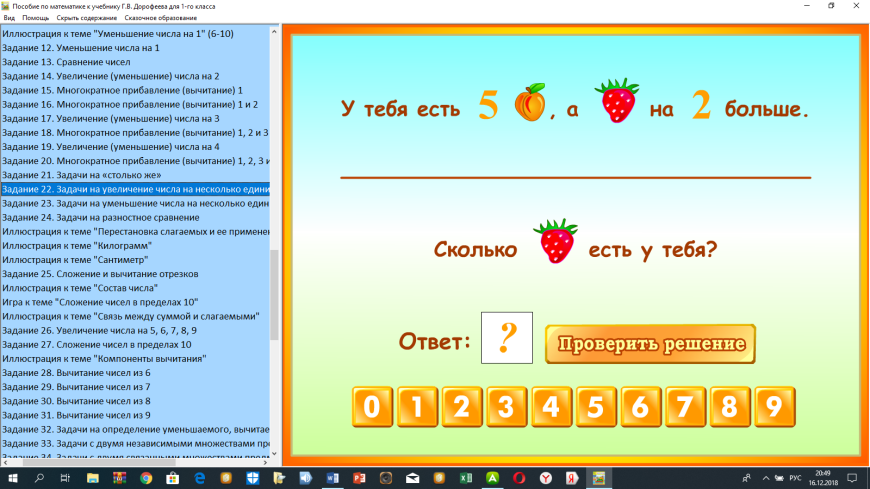 Пособие по математике к учебнику Г.В. Дорофеева для 1-го класса
Вид Помощь Скрыть содержание Сказочное образование
Иллюстрация к теме "Уменьшение числа на 1" (6-10)
Задание 12. Уменьшение числа на 1
Задание 13. Сравнение чисел
Задание 14. Увеличение (уменьшение) числа на 2
Задание 15. Многократное прибавление (вычитание) 1
Задание 16. Многократное прибавление (вычитание) 1 и 2
Задание 17. Увеличение (уменьшение) числа на 3
Задание 18. Многократное прибавление (вычитание) 1, 2 и 3
Задание 19. Увеличение (уменьшение) числа на 4
Задание 20. Многократное прибавление (вычитание) 1, 2, 3 и
Задание 21. Задачи на «столько же»
Задание 22. Задачи на увеличение числа на несколько едини
Задание 23. Задачи на уменьшение числа на несколько един
Задание 24. Задачи на разностное сравнение
Иллюстрация к теме "Перестановка слагаемых и ее применен
Иллюстрация к теме "Килограмм"
Иллюстрация к теме "Сантиметр"
Задание 25. Сложение и вычитание отрезков
Иллюстрация к теме "Состав числа"
Игра к теме "Сложение чисел в пределах 10"
Иллюстрация к теме "Связь между суммой и слагаемыми"
Задание 26. Увеличение числа на 5, 6, 7, 8, 9
Задание 27. Сложение чисел в пределах 10
Иллюстрация к теме "Компоненты вычитания"
Задание 28. Вычитание чисел из 6
Задание 29. Вычитание чисел из 7
Задание 30. Вычитание чисел из 8
Задание 31. Вычитание чисел из 9
Задание 32. Задачи на определение уменьшаемого, вычитае
Задание 33. Задачи с двумя независимыми множествами пре
У тебя есть 5 , а на 2 больше.
Сколько есть у тебя?
Ответ: ? Проверить решение
0 1 2 3 4 5 6 7 8 9
РУС
20:49
16.12.2018